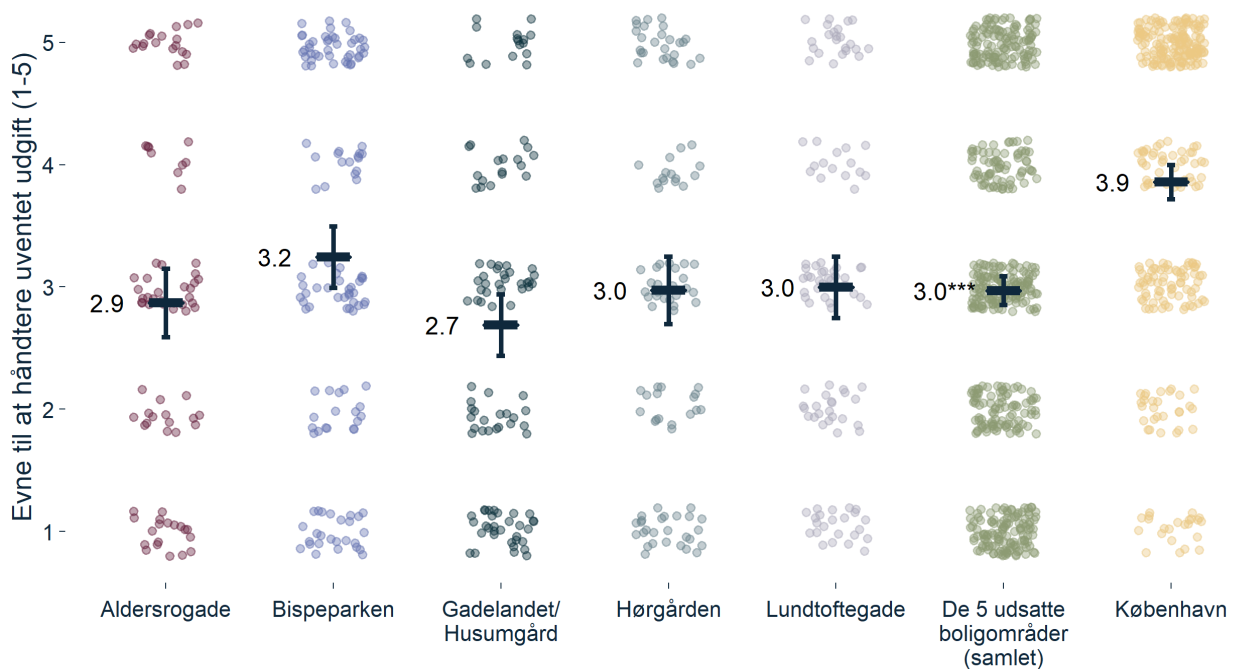 Evne til at håndtere uventet udgift (1-5)
5
4
3
2
1
2.9
3.2
2.7
3.0
3.0
3.0***
3.9
Aldersrogade
Bispeparken
Gadelandet/
Husumgård
Hørgården
Lundtoftegade
De 5 udsatte
boligområder
(samlet)
København